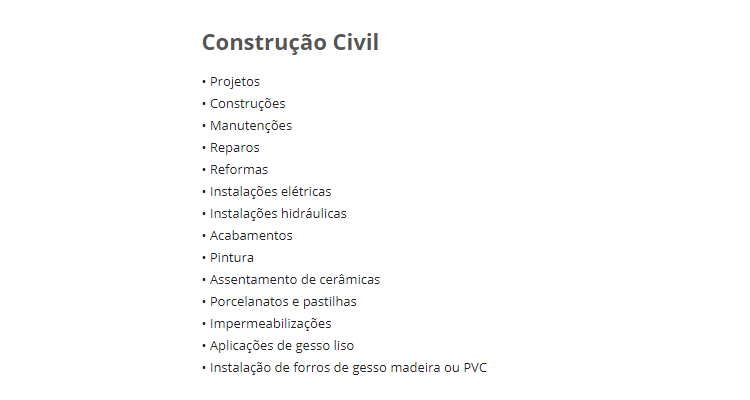 Construção Civil
• Projetos
• Construções
• Manutenções
• Reparos
• Reformas
• Instalações elétricas
• Instalações hidráulicas
• Acabamentos
• Pintura
• Assentamento de cerâmicas
• Porcelanatos e pastilhas
• Impermeabilizações
• Aplicações de gesso liso
• Instalação de forros de gesso madeira ou PVC